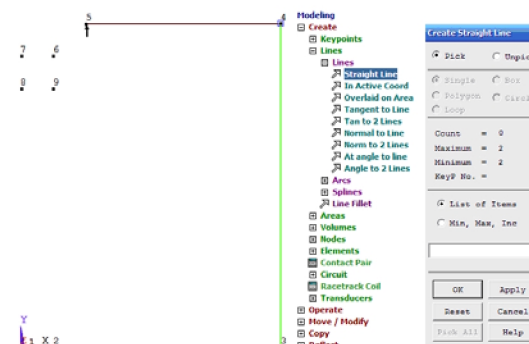 5
4
7 6
8 9
Y
1 X 2
3
Modeling
Create
Keypoints
Lines
Lines
Straight Line
In Active Coord
Overlaid on Area
Tangent to Line
Tan to 2 Lines
Normal to Line
Norm to 2 Lines
At angle to line
Angle to 2 Lines
Arcs
Splines
Line Fillet
Areas
Volumes
Nodes
Elements
Contact Pair
Circuit
Racetrack Coil
Transducers
Operate
Move / Modify
Copy
Create Straight Line
Pick Unpic
Single Box
Polygon Circl
Loop
Count = 0
Maximum = 2
Minimum = 2
KeyP No. =
List of Items
Min, Max, Inc
OK Apply
Reset Cancel
Pick All Help